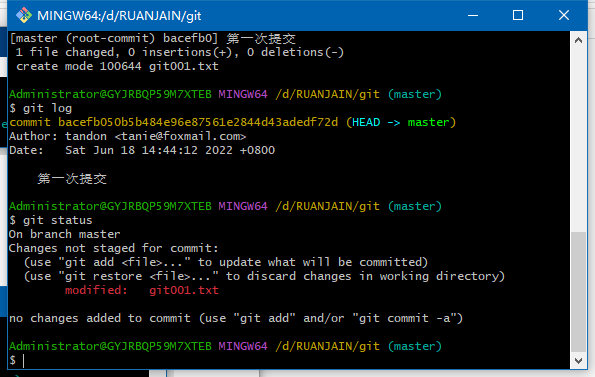 MINGW64:/d/RUANJAIN/git
[master (root-commit) bacefb0] 第一次提交
 1 file changed, 0 insertions(+), 0 deletions(-)
 create mode 100644 git001.txt
Administrator@GYJRBQP59M7XTEB MINGW64 /d/RUANJAIN/git (master)
$ git log
commit bacefb050b5b484e96e87561e2844d43adedf72d (HEAD -> master)
Author: tandon <tanie@foxmail.com>
Date:   Sat Jun 18 14:44:12 2022 +0800
    第一次提交
Administrator@GYJRBQP59M7XTEB MINGW64 /d/RUANJAIN/git (master)
$ git status
On branch master
Changes not staged for commit:
  (use "git add <file>..." to update what will be committed)
  (use "git restore <file>..." to discard changes in working directory)
        modified:   git001.txt
no changes added to commit (use "git add" and/or "git commit -a")
Administrator@GYJRBQP59M7XTEB MINGW64 /d/RUANJAIN/git (master)
$